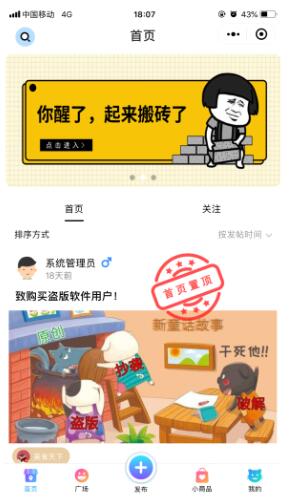 中国移动 4G 18:07 43%
首页
你醒了，起来搬砖了
点击进入 >
首页 关注
排序方式 按发帖时间
系统管理员
18天前
首页置顶
致购买盗版软件用户！
新童话故事
原创
抄袭
干死他!!
盗版
破解
首页 广场 发布 小商品 我的